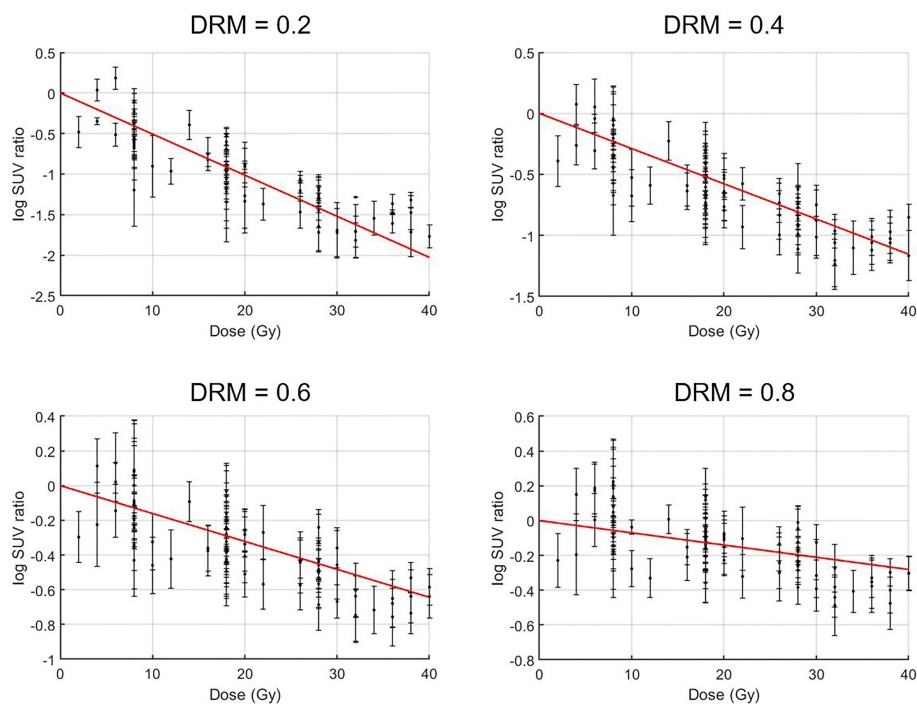 DRM = 0.2
0.5
0
-0.5
-1
-1.5
-2
-2.5
log SUV ratio
0 10 20 30 40
Dose (Gy)
DRM = 0.4
0.5
0
-0.5
-1
-1.5
log SUV ratio
0 10 20 30 40
Dose (Gy)
DRM = 0.6
0.4
0.2
0
-0.2
-0.4
-0.6
-0.8
-1
log SUV ratio
0 10 20 30 40
Dose (Gy)
DRM = 0.8
0.6
0.4
0.2
0
-0.2
-0.4
-0.6
-0.8
log SUV ratio
0 10 20 30 40
Dose (Gy)